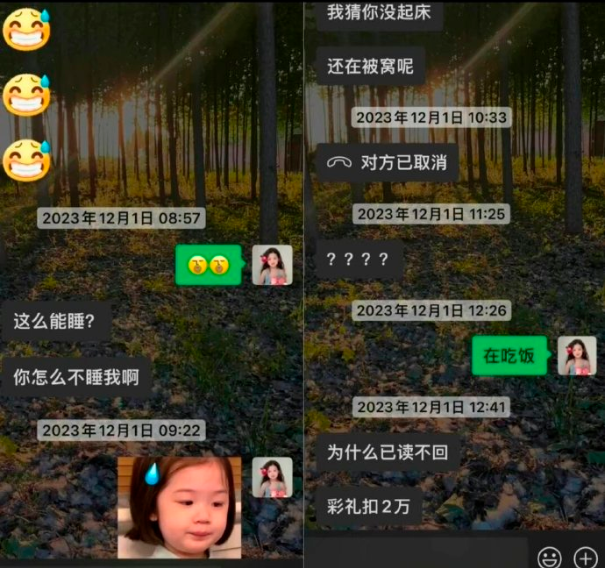 2023年12月1日 08:57
这么能睡?
你怎么不睡我啊
2023年12月1日 09:22
我猜你没起床
还在被窝呢
2023年12月1日 10:33
对方已取消
2023年12月1日 11:25
????
2023年12月1日 12:26
在吃饭
2023年12月1日 12:41
为什么已读不回
彩礼扣2万